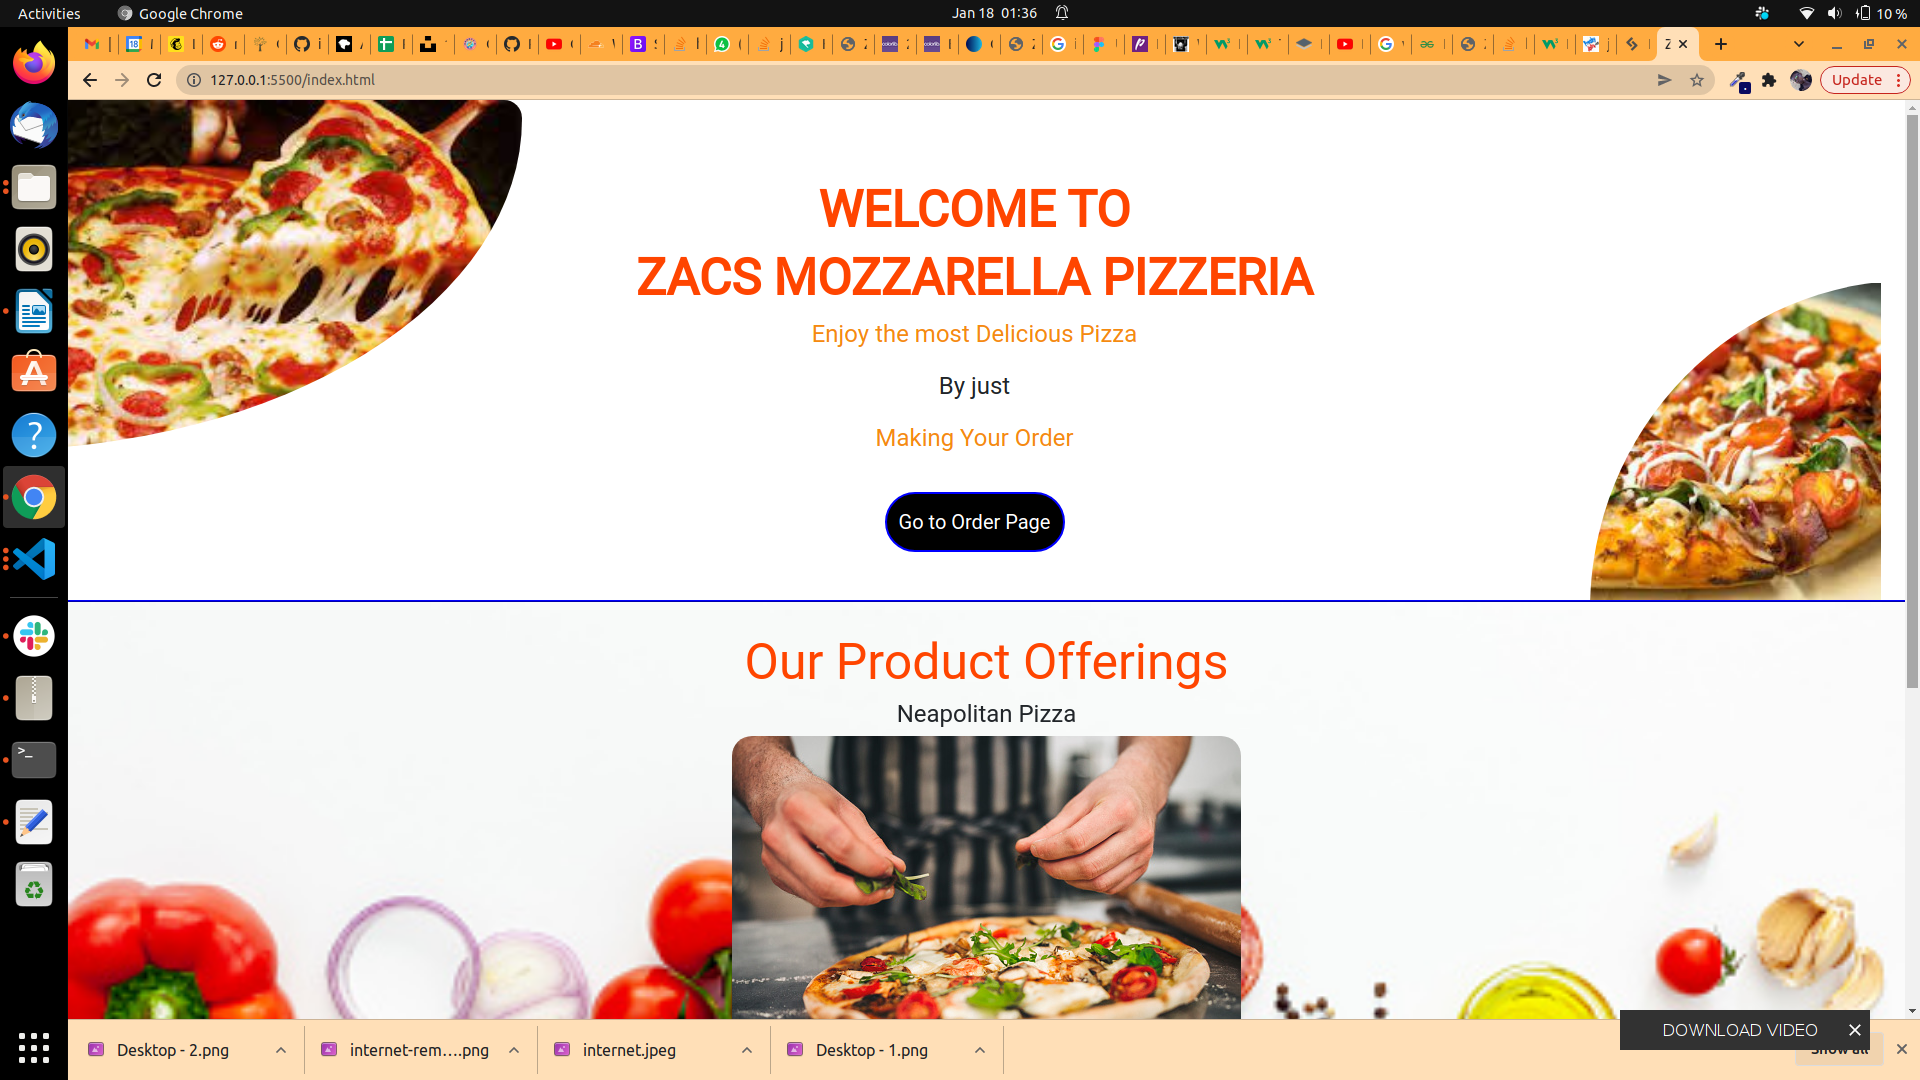 Activities
Google Chrome
Jan 18 01:36
10 %
127.0.0.1:5500/index.html
Update
WELCOME TO
ZACS MOZZARELLA PIZZERIA
Enjoy the most Delicious Pizza
By just
Making Your Order
Go to Order Page
Our Product Offerings
Neapolitan Pizza
DOWNLOAD VIDEO
Desktop - 2.png
internet-rem....png
internet.jpeg
Desktop - 1.png
Show all